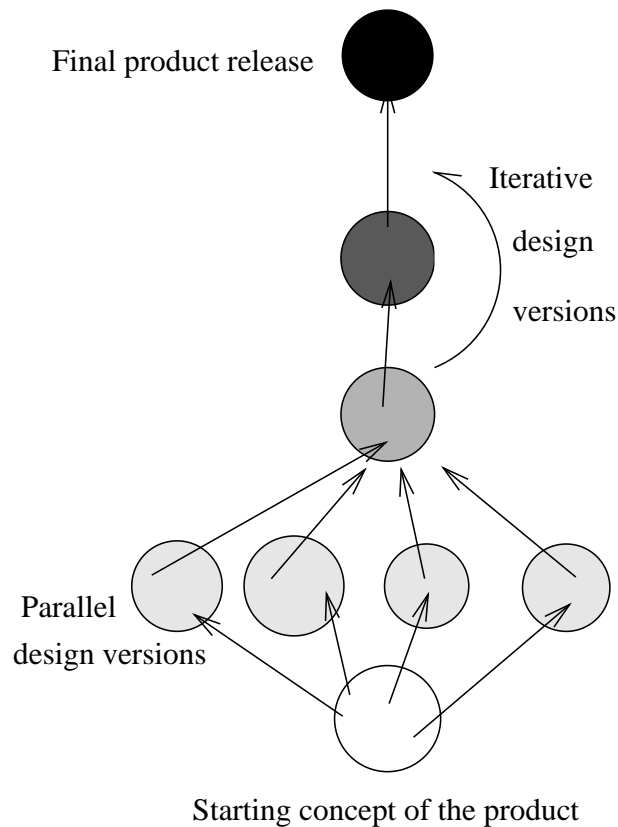 Final product release
Iterative
design
versions
Parallel
design versions
Starting concept of the product